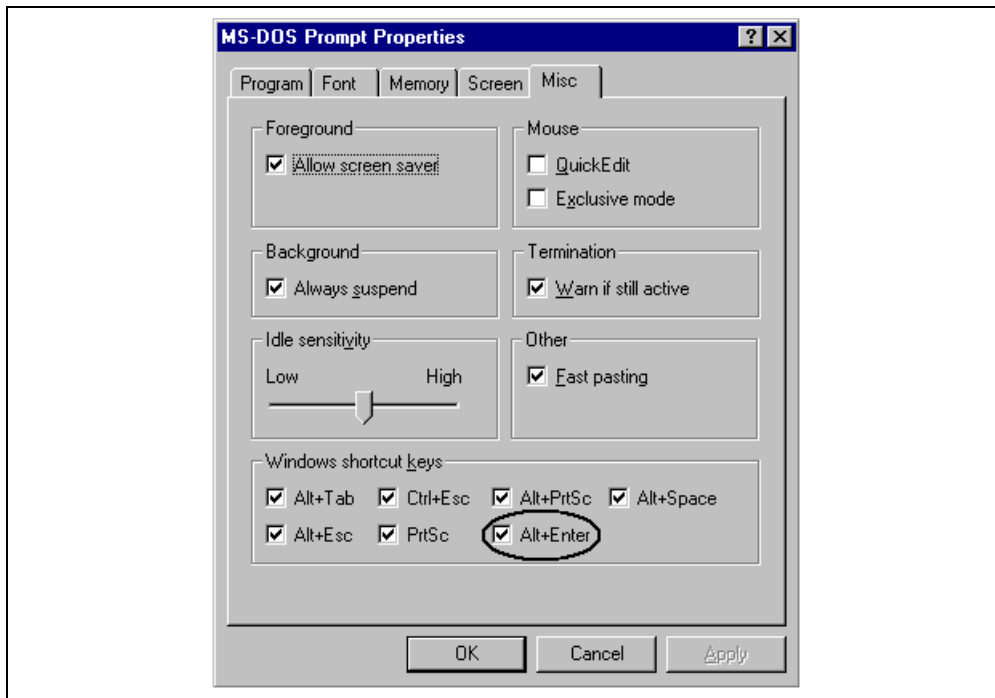 MS-DOS Prompt Properties
Program Font Memory Screen Misc
Foreground
Allow screen saver
Mouse
QuickEdit
Exclusive mode
Background
Always suspend
Termination
Warn if still active
Idle sensitivity
Low High
Other
Fast pasting
Windows shortcut keys
Alt+Tab Ctrl+Esc Alt+PrtSc Alt+Space
Alt+Esc PrtSc Alt+Enter
OK Cancel Apply